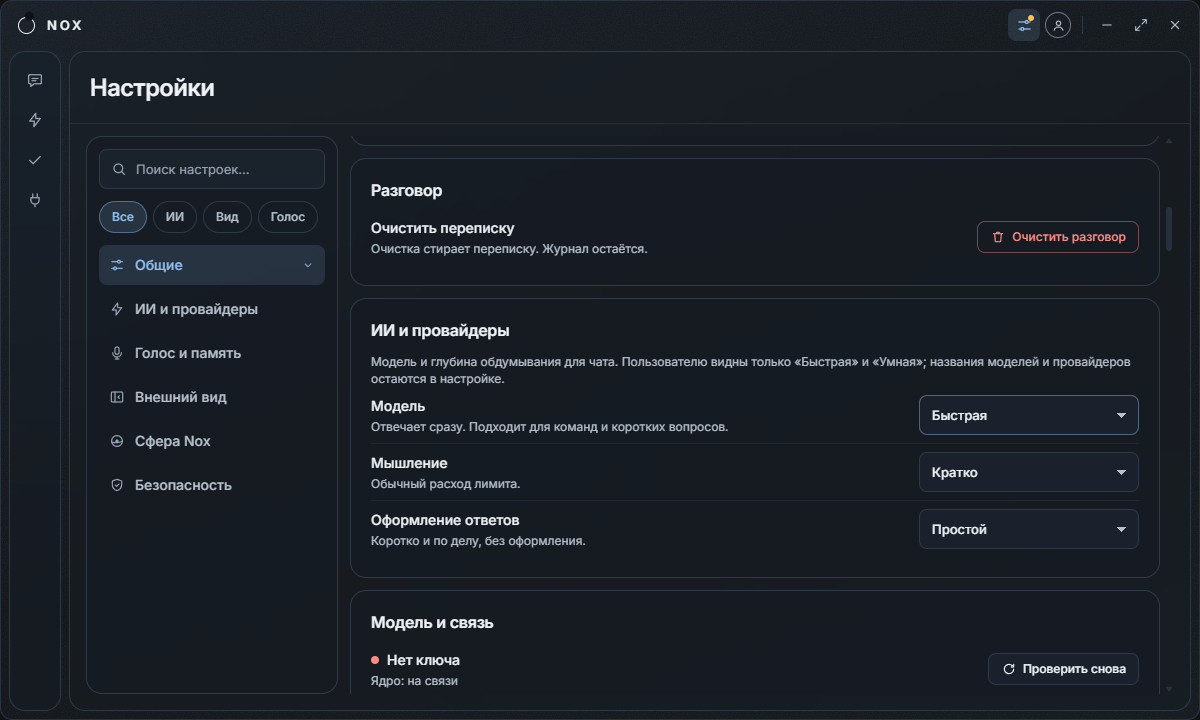 NOX
Настройки
Поиск настроек...
Все
ИИ
Вид
Голос
Общие
ИИ и провайдеры
Голос и память
Внешний вид
Сфера Nox
Безопасность
Разговор
Очистить переписку
Очистка стирает переписку. Журнал остаётся.
Очистить разговор
ИИ и провайдеры
Модель и глубина обдумывания для чата. Пользователю видны только «Быстрая» и «Умная»; названия моделей и провайдеров
остаются в настройке.
Модель
Отвечает сразу. Подходит для команд и коротких вопросов.
Быстрая
Мышление
Обычный расход лимита.
Кратко
Оформление ответов
Коротко и по делу, без оформления.
Простой
Модель и связь
Нет ключа
Ядро: на связи
Проверить снова